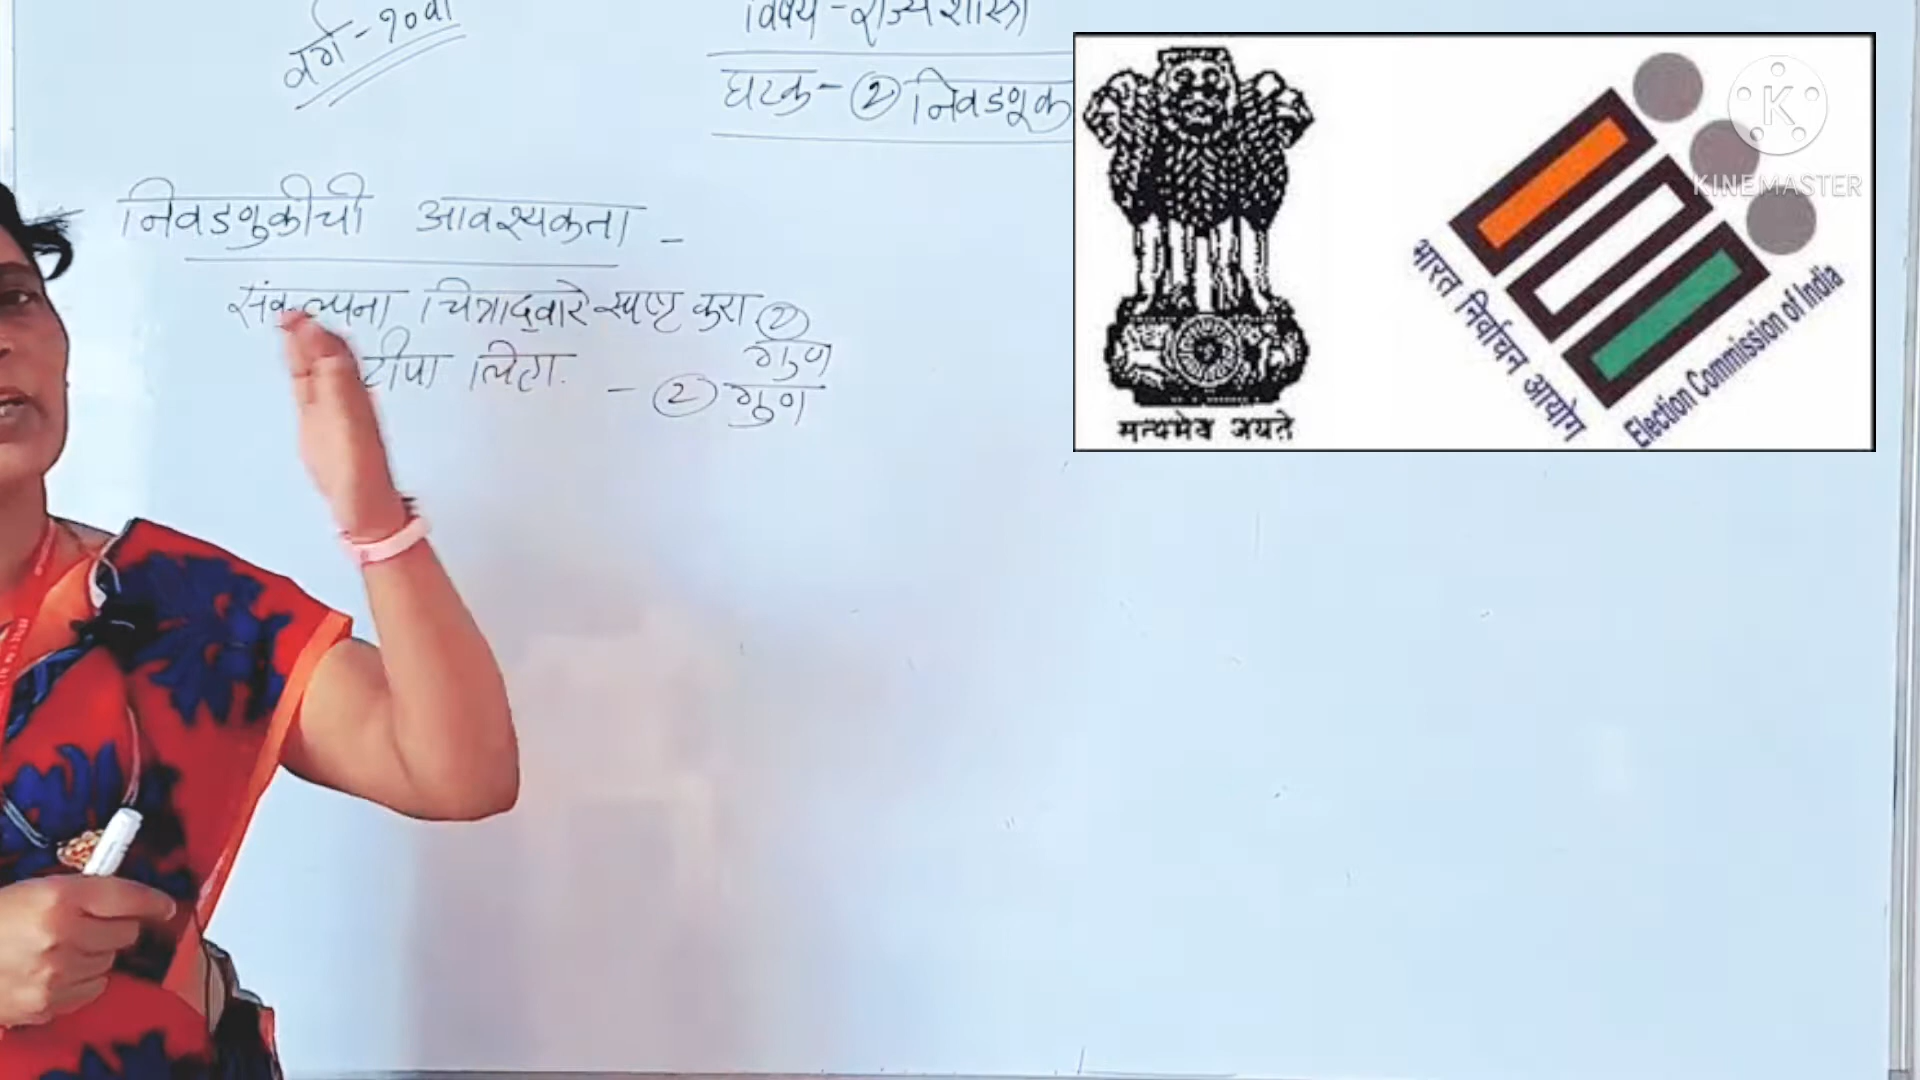 वर्ग - १०वी
विषय - राज्यशास्त्र
घटक - २ निवडणूक
निवडणुकीची आवश्यकता -
संकल्पना चित्राद्वारे स्पष्ट करा २
गुण
टीपा लिहा. - २ गुण
सत्यमेव जयते
भारत निर्वाचन आयोग
Election Commission of India
K
KINEMASTER